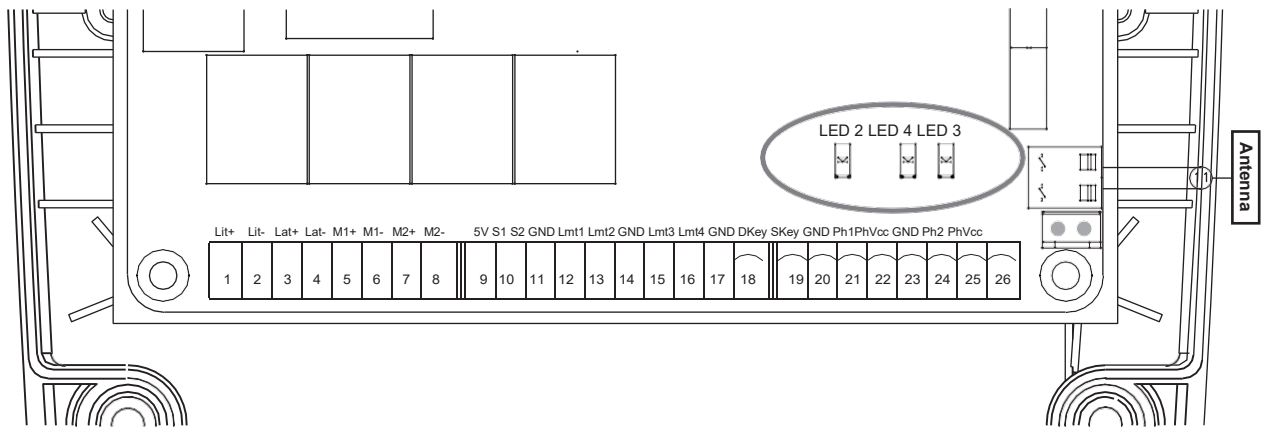 LED 2 LED 4 LED 3
11
Antenna
Lit+ Lit- Lat+ Lat- M1+ M1- M2+ M2- 5V S1 S2 GND Lmt1 Lmt2 GND Lmt3 Lmt4 GND DKey SKey GND Ph1PhVcc GND Ph2 PhVcc
1 2 3 4 5 6 7 8 9 10 11 12 13 14 15 16 17 18 19 20 21 22 23 24 25 26